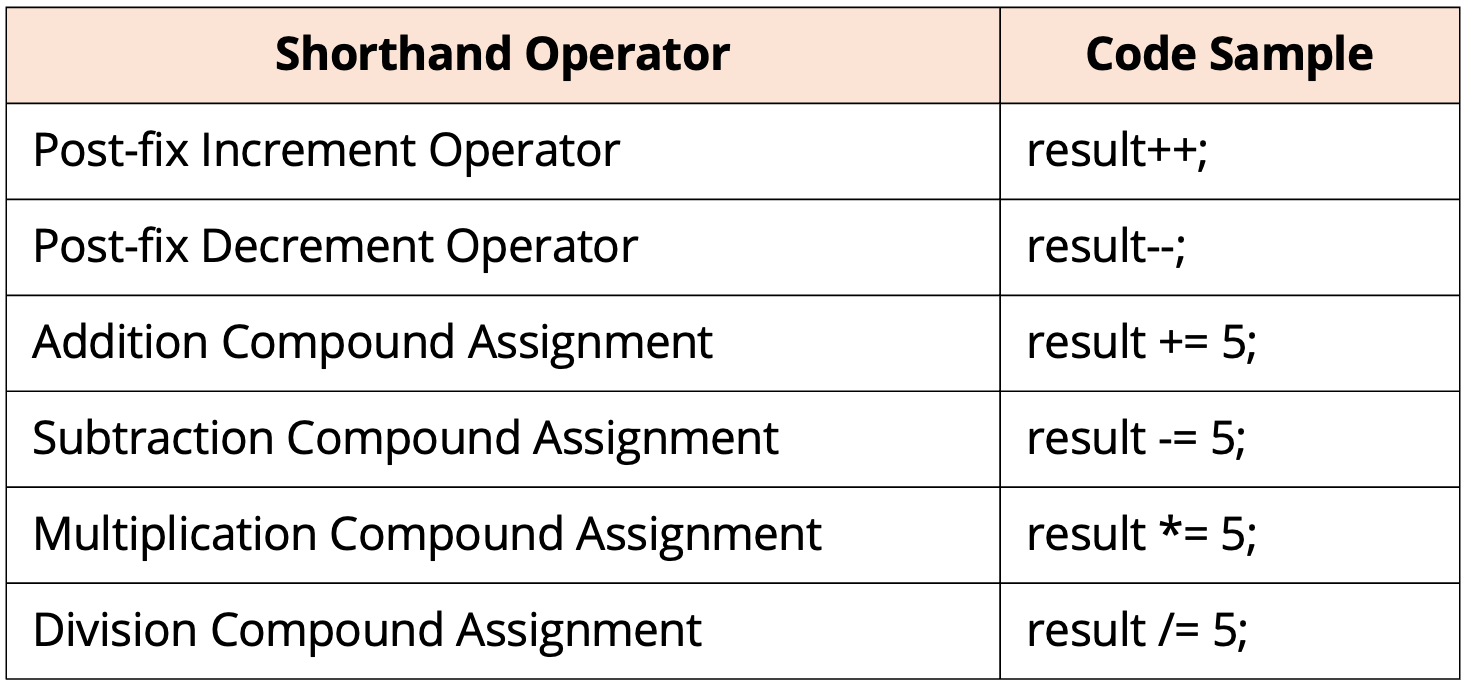 Shorthand Operator Code Sample
Post-fix Increment Operator result++;
Post-fix Decrement Operator result--;
Addition Compound Assignment result += 5;
Subtraction Compound Assignment result -= 5;
Multiplication Compound Assignment result *= 5;
Division Compound Assignment result /= 5;